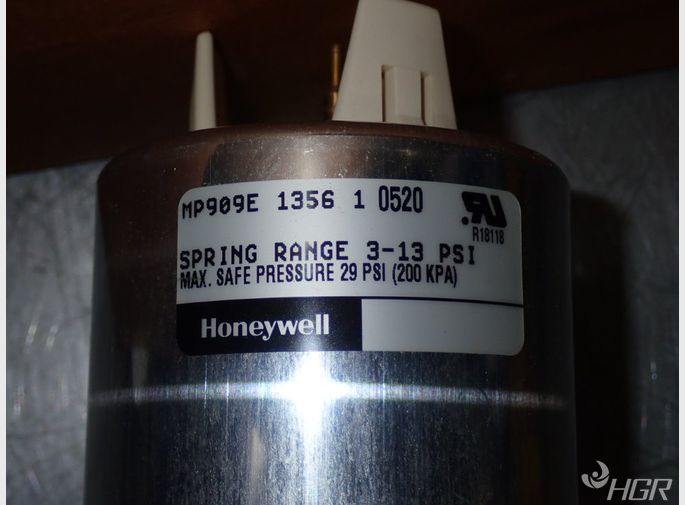 MP909E 1356 1 0520
RU
R18118
SPRING RANGE 3-13 PSI
MAX. SAFE PRESSURE 29 PSI (200 KPA)
Honeywell
HGR